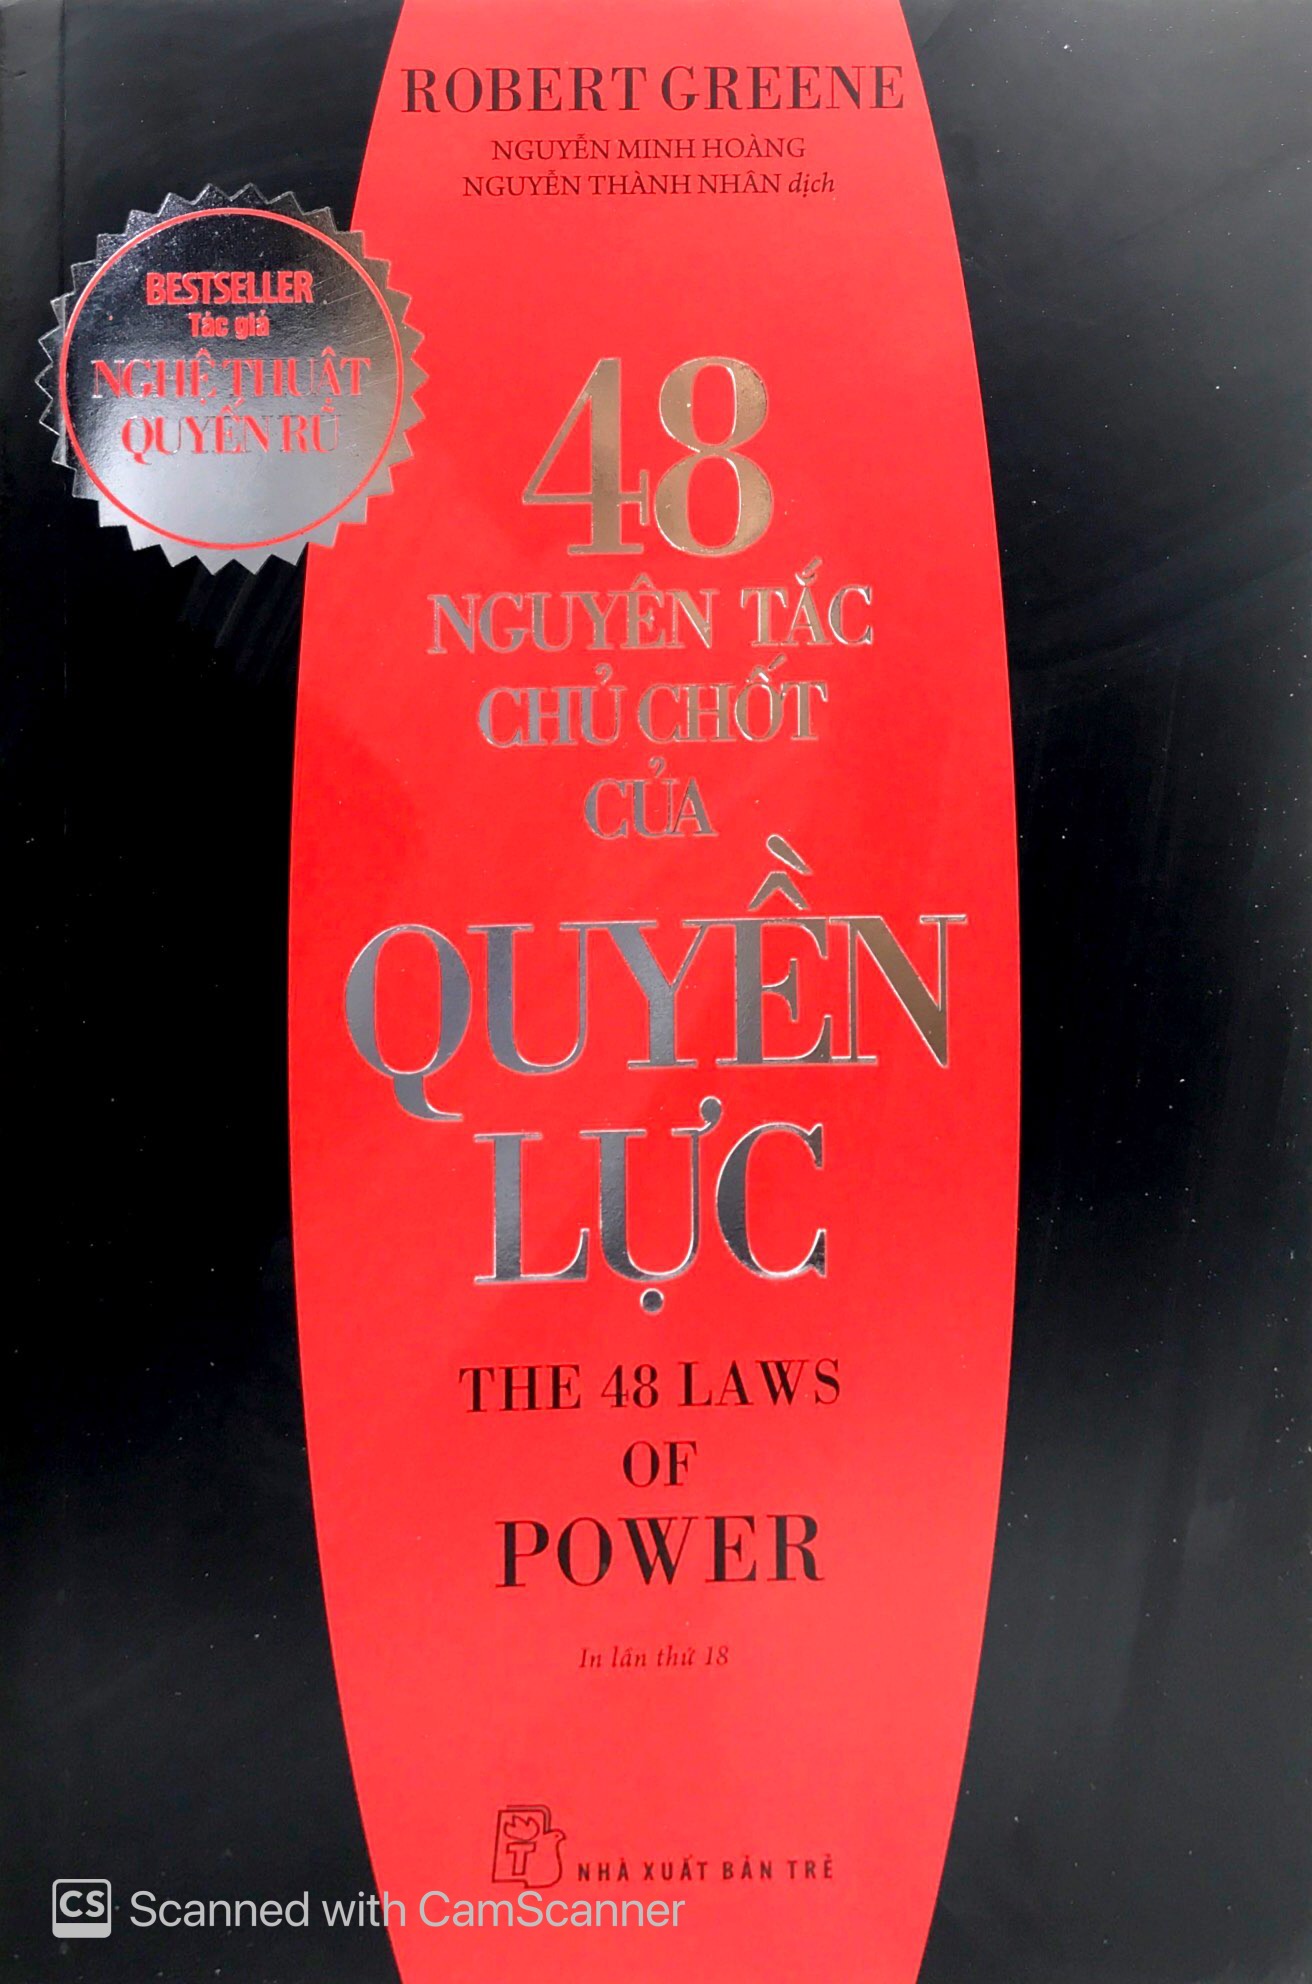 ROBERT GREENE
NGUYỄN MINH HOÀNG
NGUYỄN THÀNH NHÂN dịch
BESTSELLER
Tác giả
NGHỆ THUẬT
QUYẾN RŨ
48
NGUYÊN TẮC
CHỦ CHỐT
CỦA
QUYỀN
LỰC
THE 48 LAWS
OF
POWER
In lần thứ 18
T
NHÀ XUẤT BẢN TRẺ
CS Scanned with CamScanner